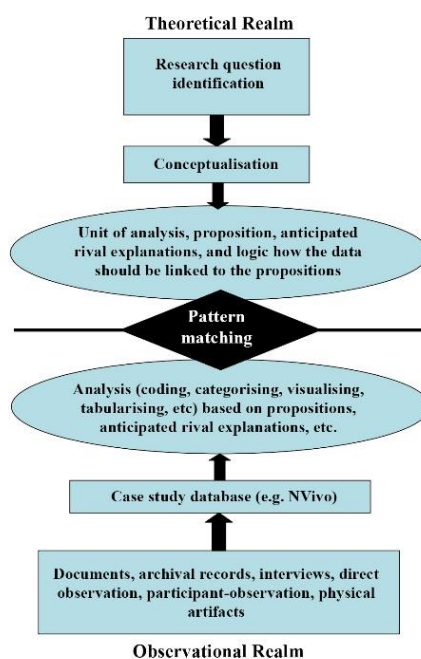 Theoretical Realm
Research question
identification
Conceptualisation
Unit of analysis, proposition, anticipated
rival explanations, and logic how the data
should be linked to the propositions
Pattern
matching
Analysis (coding, categorising, visualising,
tabularising, etc) based on propositions,
anticipated rival explanations, etc.
Case study database (e.g. NVivo)
Documents, archival records, interviews, direct
observation, participant-observation, physical
artifacts
Observational Realm